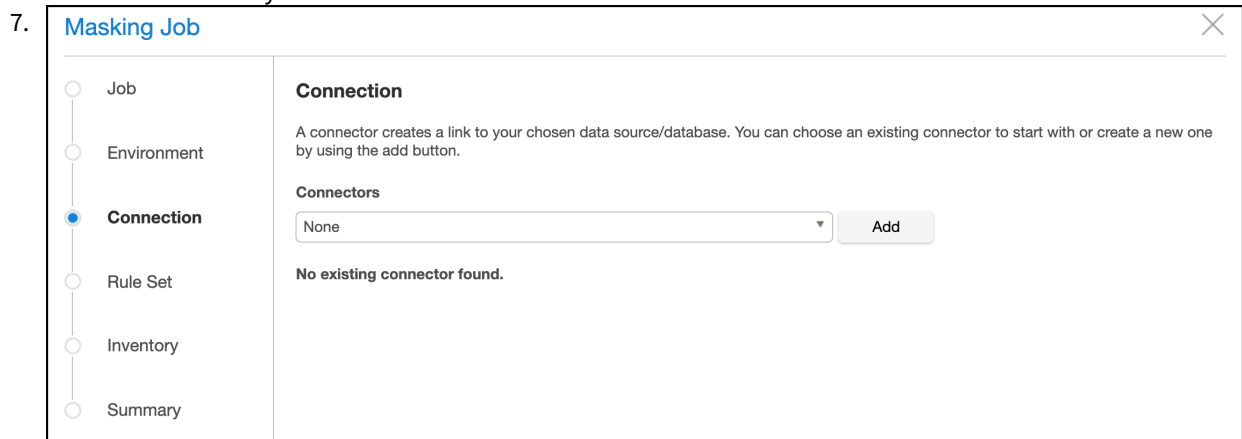 7.
Masking Job
Job
Environment
Connection
Rule Set
Inventory
Summary
Connection
A connector creates a link to your chosen data source/database. You can choose an existing connector to start with or create a new one
by using the add button.
Connectors
None
Add
No existing connector found.